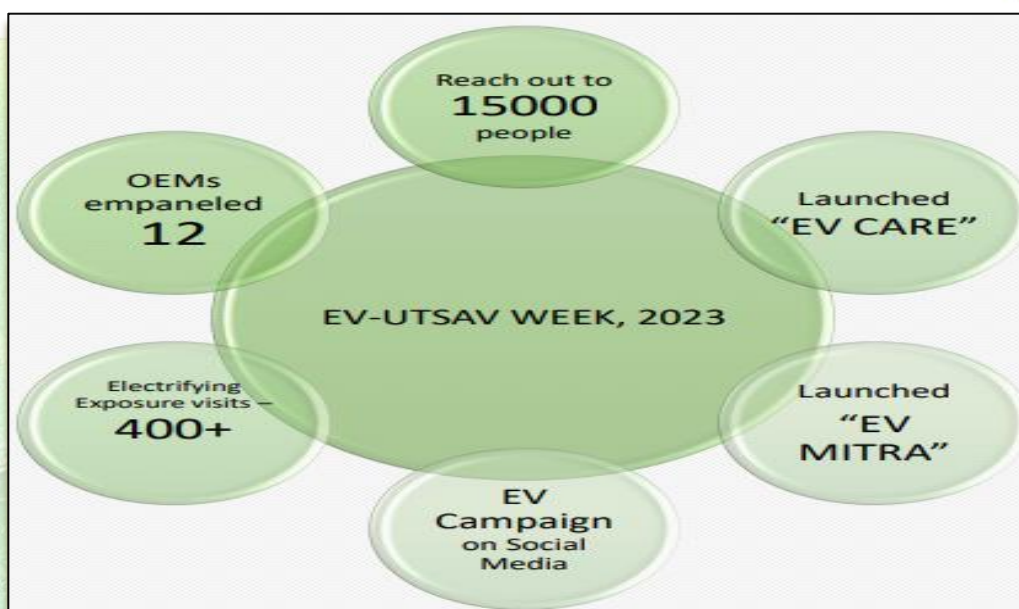 Reach out to
15000
people
Launched
“EV CARE”
Launched
“EV
MITRA”
EV
Campaign
on Social
Media
Electrifying
Exposure visits –
400+
OEMs
empaneled
12
EV-UTSAV WEEK, 2023